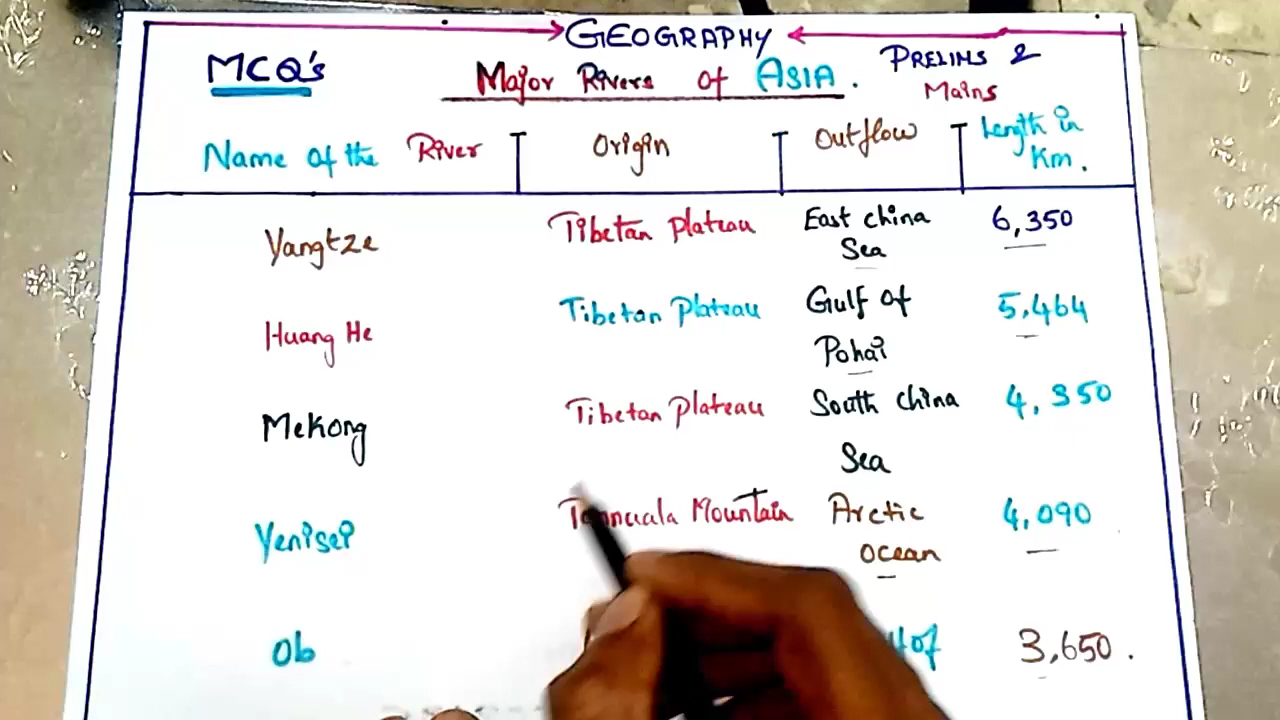 GEOGRAPHY
MCQ's
Major Rivers of ASIA.
PRELIMS &
Mains
Name of the River
Origin
Outflow
Length in
Km.
Yangtze
Tibetan plateau
East china
Sea
6,350
Huang He
Tibetan Plateau
Gulf of
Pohai
5,464
Mekong
Tibetan plateau
South china
Sea
4,350
Yenisei
Mountain
Arctic
ocean
4,090
Ob
of
3,650.